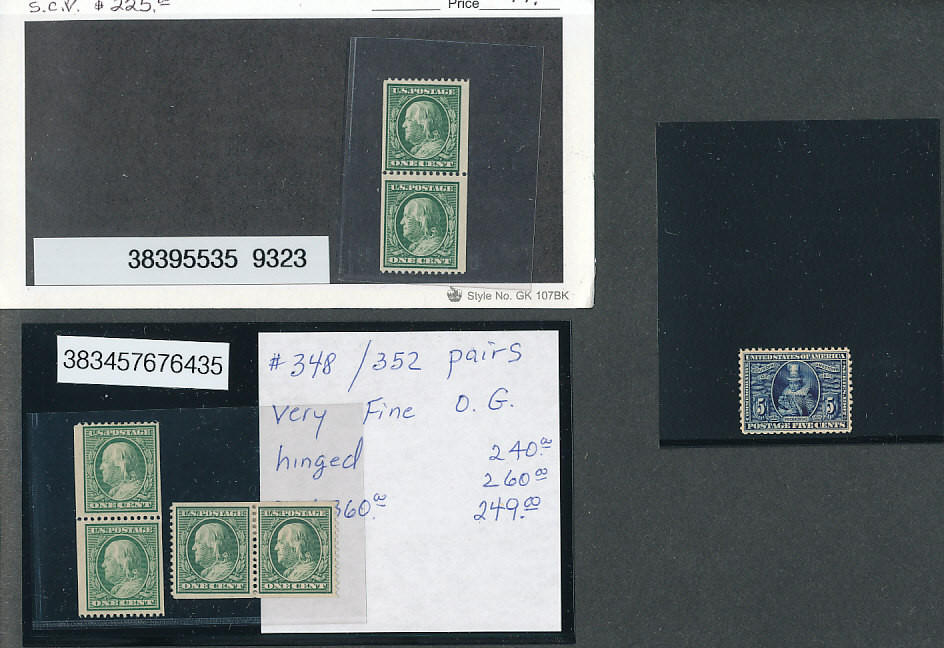 S.C.V. $ 225.00
Price
U.S. POSTAGE
ONE CENT
U.S. POSTAGE
ONE CENT
38395535 9323
Style No. GK 107BK
383457676435
#348 /352 pairs
Very Fine O.G.
hinged 240.00
260.00
360.00 249.00
U.S. POSTAGE
ONE CENT
U.S. POSTAGE
ONE CENT
U.S. POSTAGE U.S. POSTAGE
ONE CENT ONE CENT
UNITED STATES OF AMERICA
5 5
POSTAGE FIVE CENTS